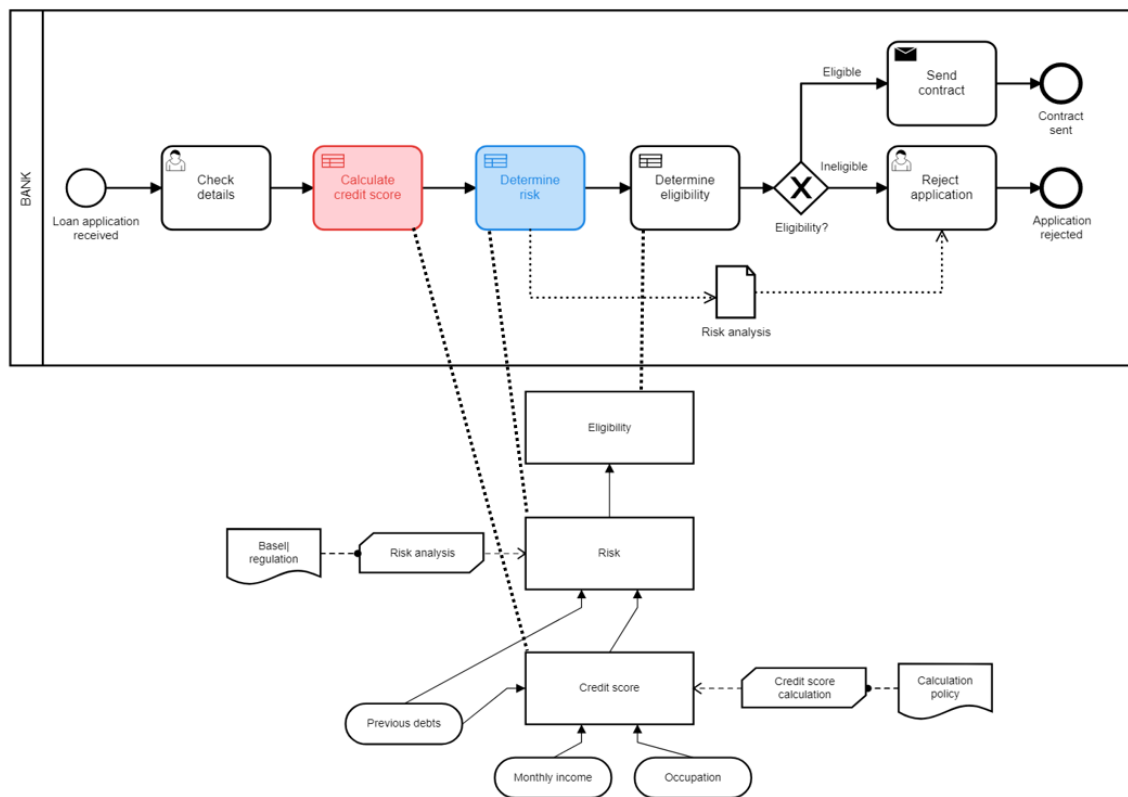 BANK
Loan application
received
Check
details
Calculate
credit score
Determine
risk
Determine
eligibility
Eligibility?
Eligible
Send
contract
Contract
sent
Ineligible
Reject
application
Application
rejected
Risk analysis
Eligibility
Basel|
regulation
Risk analysis
Risk
Credit score
Credit score
calculation
Calculation
policy
Previous debts
Monthly income
Occupation